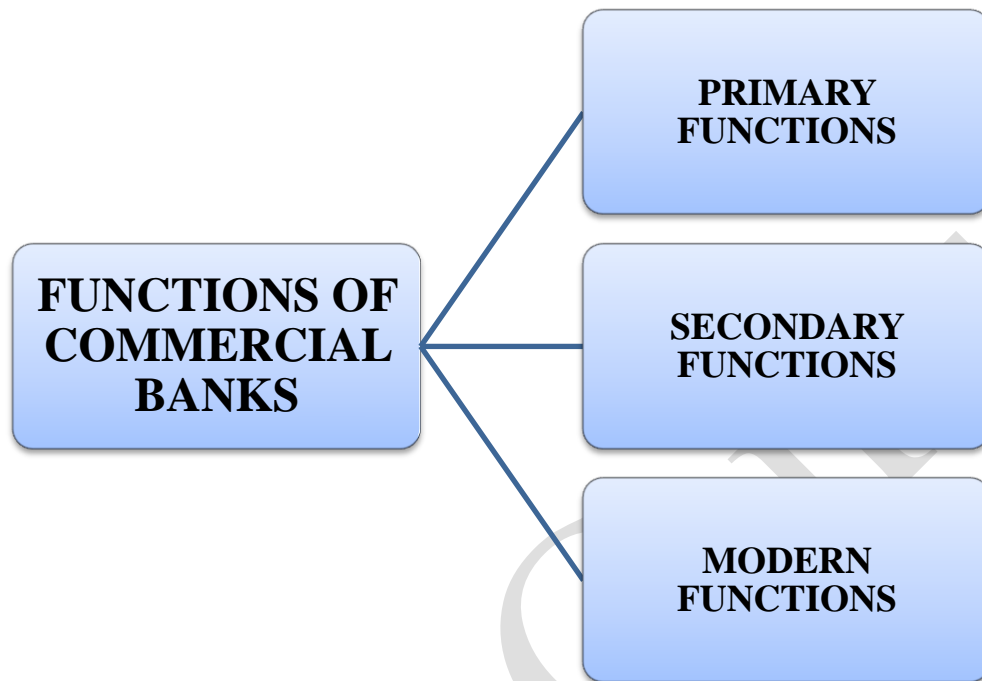 PRIMARY
FUNCTIONS
FUNCTIONS OF
COMMERCIAL
BANKS
SECONDARY
FUNCTIONS
MODERN
FUNCTIONS